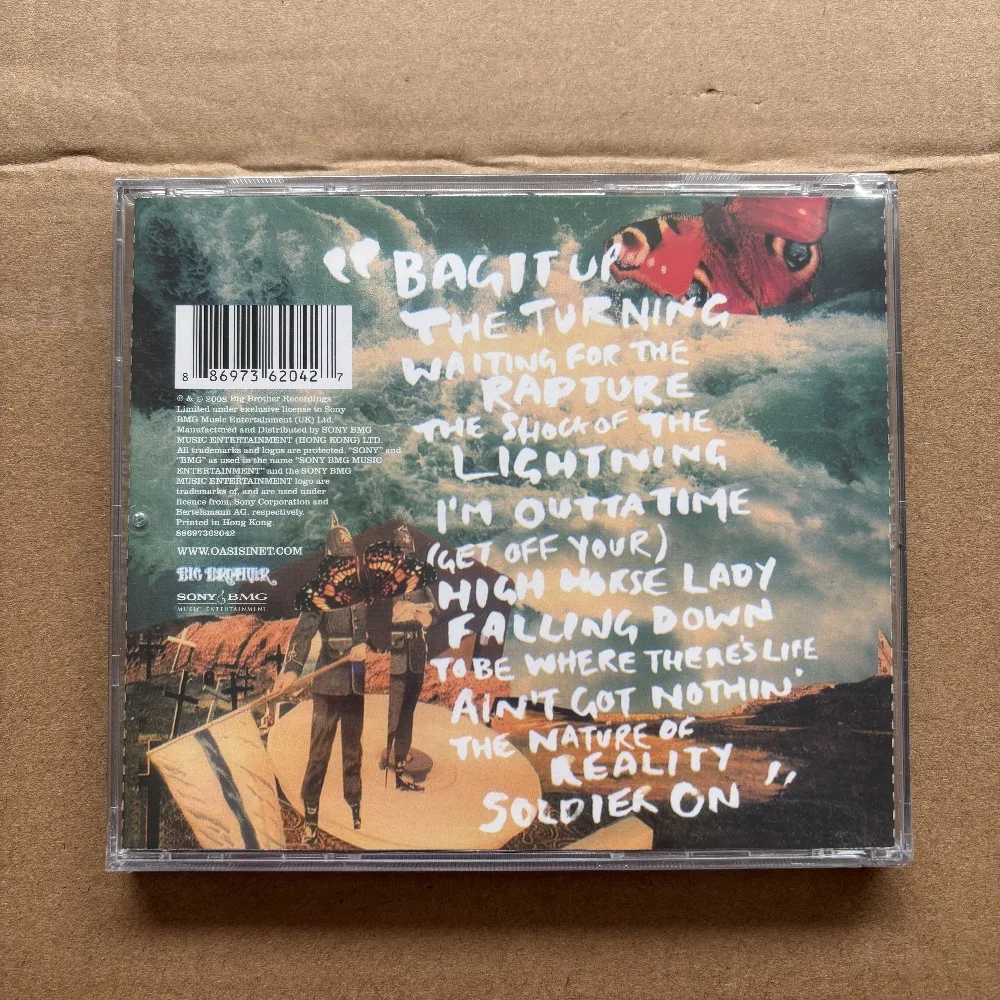 “ BAG IT UP
THE TURNING
WAITING FOR THE
RAPTURE
THE SHOCK OF THE
LIGHTNING
I'M OUTTA TIME
(GET OFF YOUR)
HIGH HORSE LADY
FALLING DOWN
TO BE WHERE THERE'S LIFE
AIN'T GOT NOTHIN'
THE NATURE OF
REALITY ”
SOLDIER ON
8 86973 62042 7
℗ & © 2008 Big Brother Recordings
Limited under exclusive license to Sony
BMG Music Entertainment (UK) Ltd.
Manufactured and Distributed by SONY BMG
MUSIC ENTERTAINMENT (HONG KONG) LTD.
All trademarks and logos are protected. "SONY" and
"BMG" as used in the name "SONY BMG MUSIC
ENTERTAINMENT" and the SONY BMG
MUSIC ENTERTAINMENT logo are
trademarks of, and are used under
licence from, Sony Corporation and
Bertelsmann AG, respectively.
Printed in Hong Kong.
88697362042
WWW.OASISINET.COM
BIG BROTHER
SONY BMG
MUSIC ENTERTAINMENT